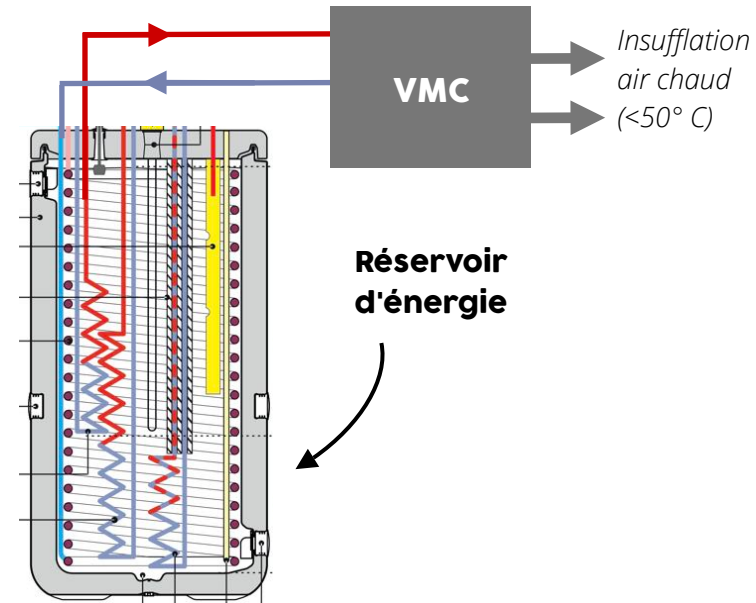 VMC
Insufflation
air chaud
(<50° C)
Réservoir
d'énergie